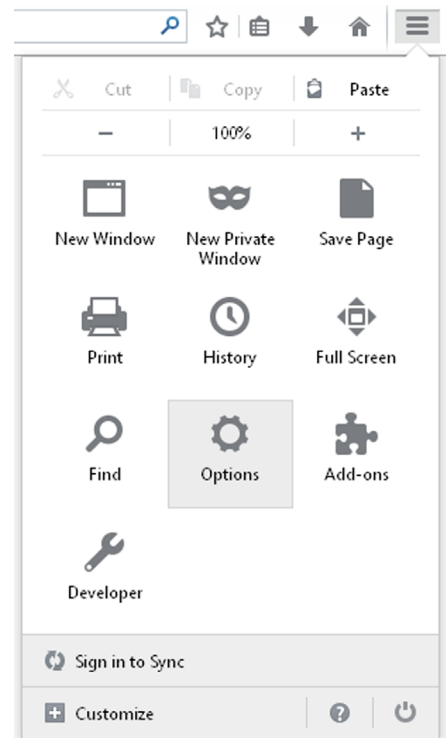 Cut Copy Paste
− 100% +
New Window New Private Window Save Page
Print History Full Screen
Find Options Add-ons
Developer
Sign in to Sync
Customize